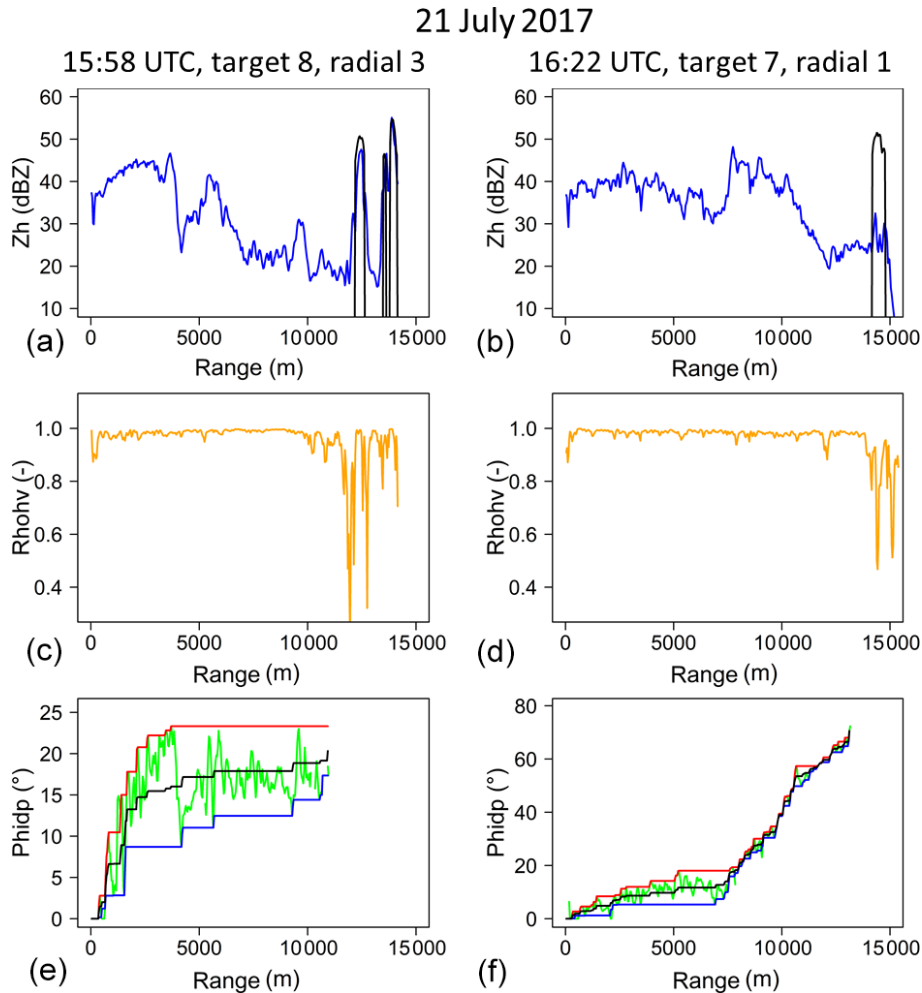 21 July 2017
15:58 UTC, target 8, radial 3
16:22 UTC, target 7, radial 1
60
50
40
30
20
10
Zh (dBZ)
0 5000 10000 15000
Range (m)
(a)
60
50
40
30
20
10
Zh (dBZ)
0 5000 10000 15000
Range (m)
(b)
1.0
0.8
0.6
0.4
Rhohv (-)
0 5000 10000 15000
Range (m)
(c)
1.0
0.8
0.6
0.4
Rhohv (-)
0 5000 10000 15000
Range (m)
(d)
25
20
15
10
5
0
Phidp (°)
0 5000 10000 15000
Range (m)
(e)
80
60
40
20
0
Phidp (°)
0 5000 10000 15000
Range (m)
(f)